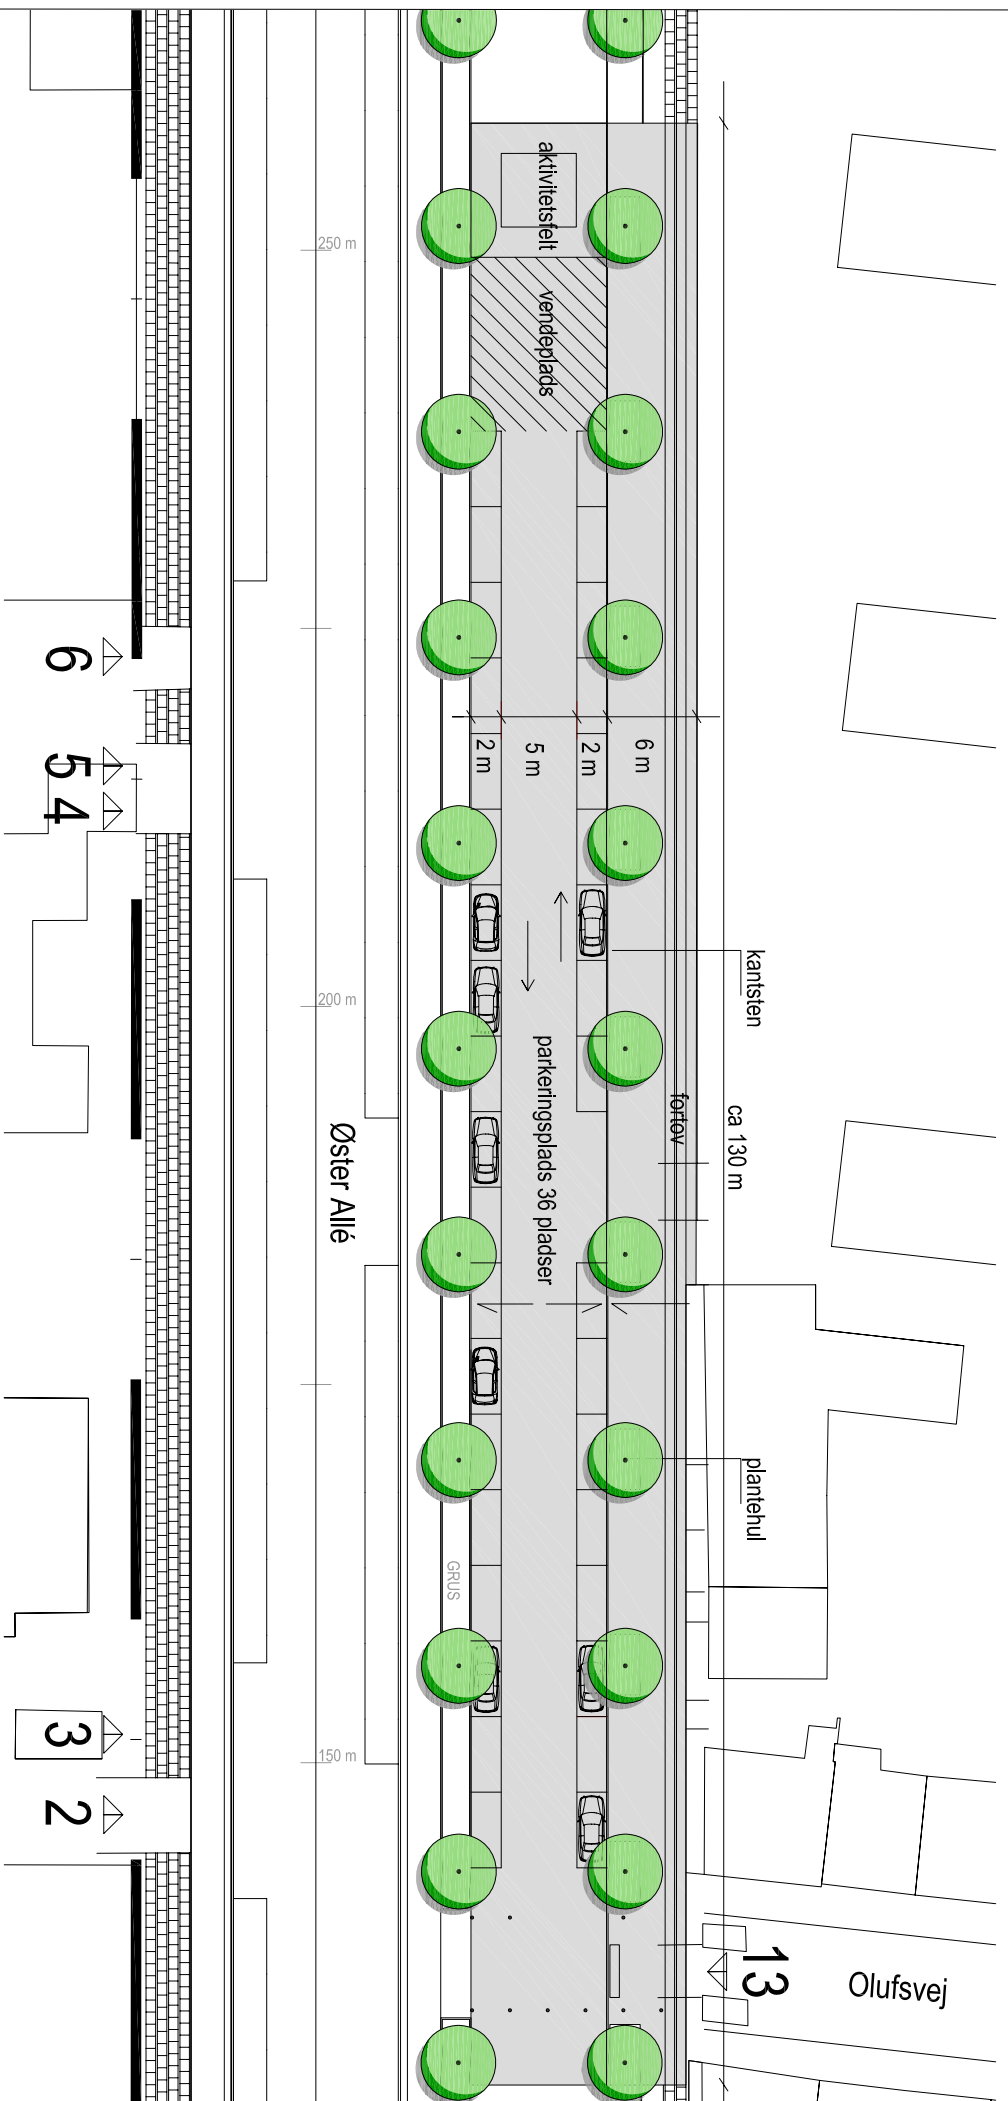 aktivitetsfelt
250 m
vendeplads
6
5
4
2 m
5 m
2 m
6 m
kantsten
200 m
parkeringsplads 36 pladser
fortov
ca 130 m
Øster Allé
plantehul
GRUS
3
150 m
2
13
Olufsvej